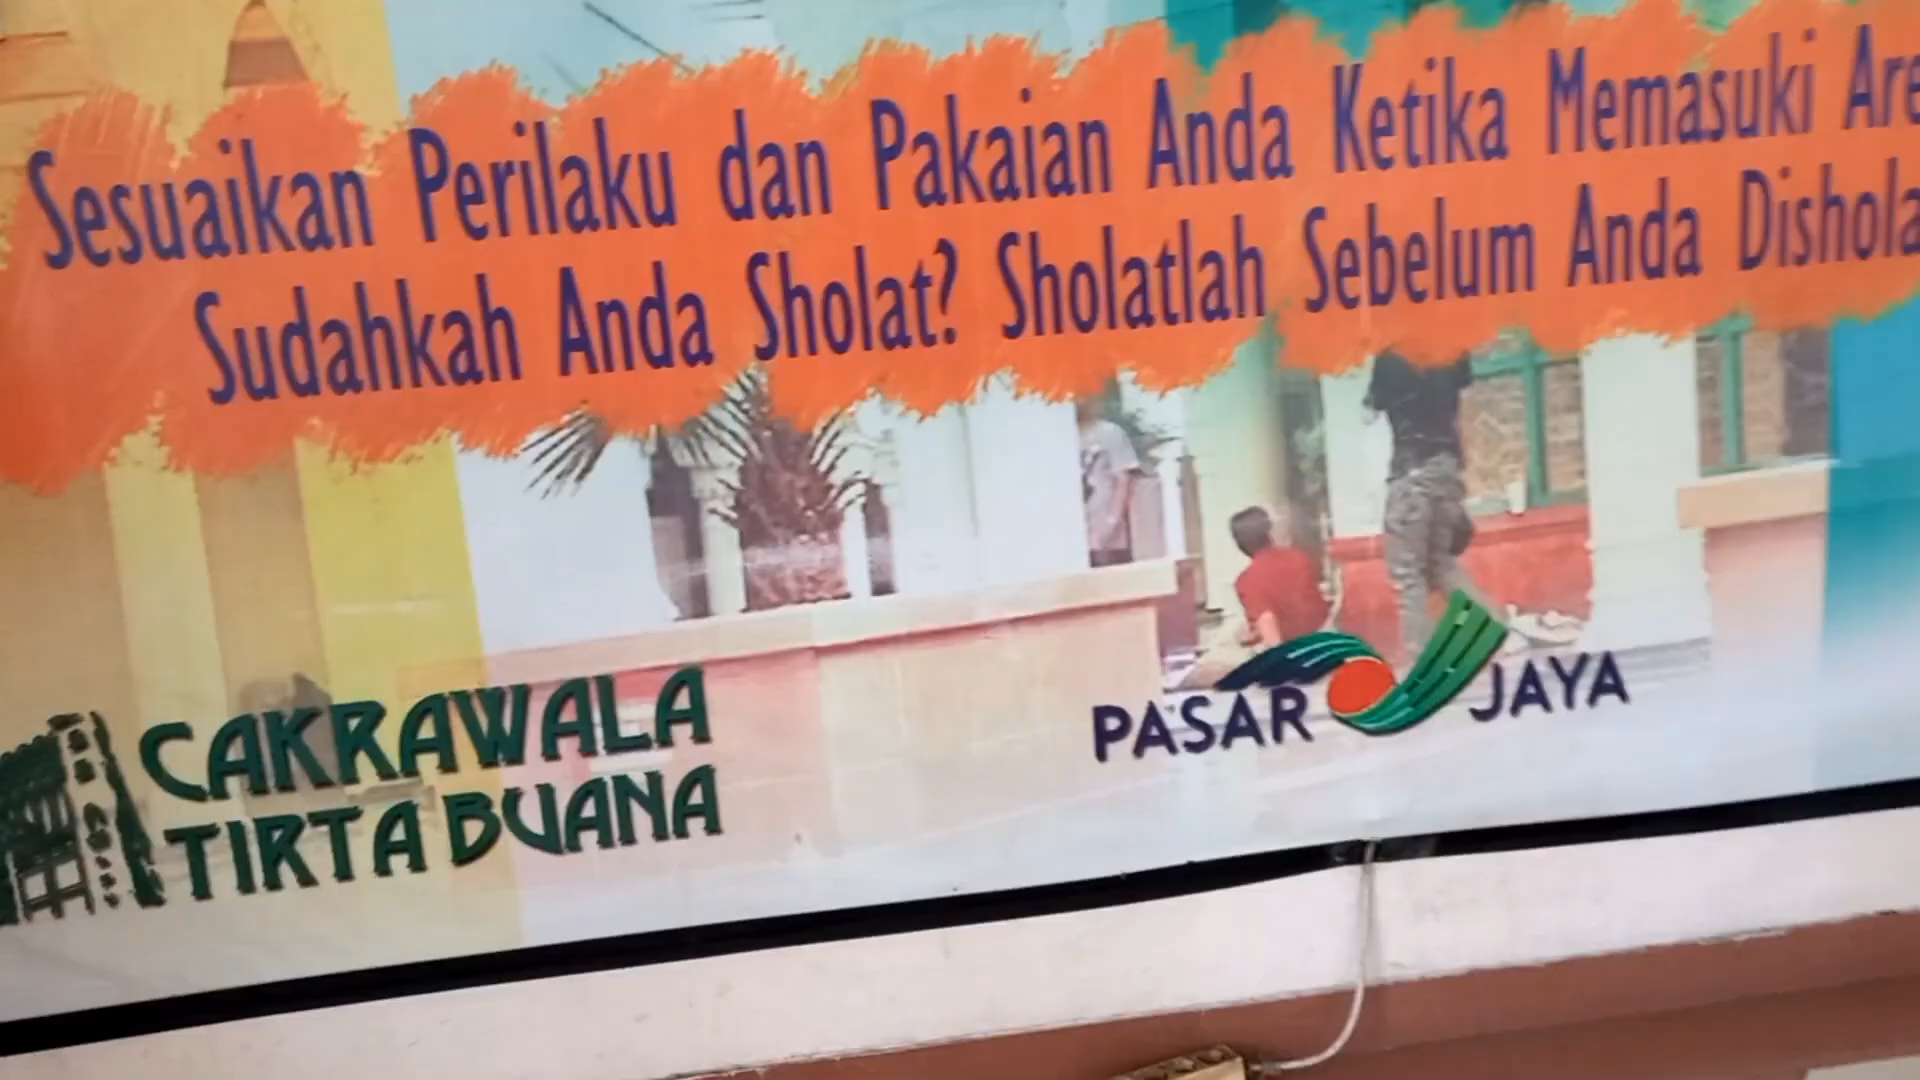 Sesuaikan Perilaku dan Pakaian Anda Ketika Memasuki
Sudahkah Anda Sholat? Sholatlah Sebelum Anda
CAKRAWALA
TIRTA BUANA
PASAR JAYA